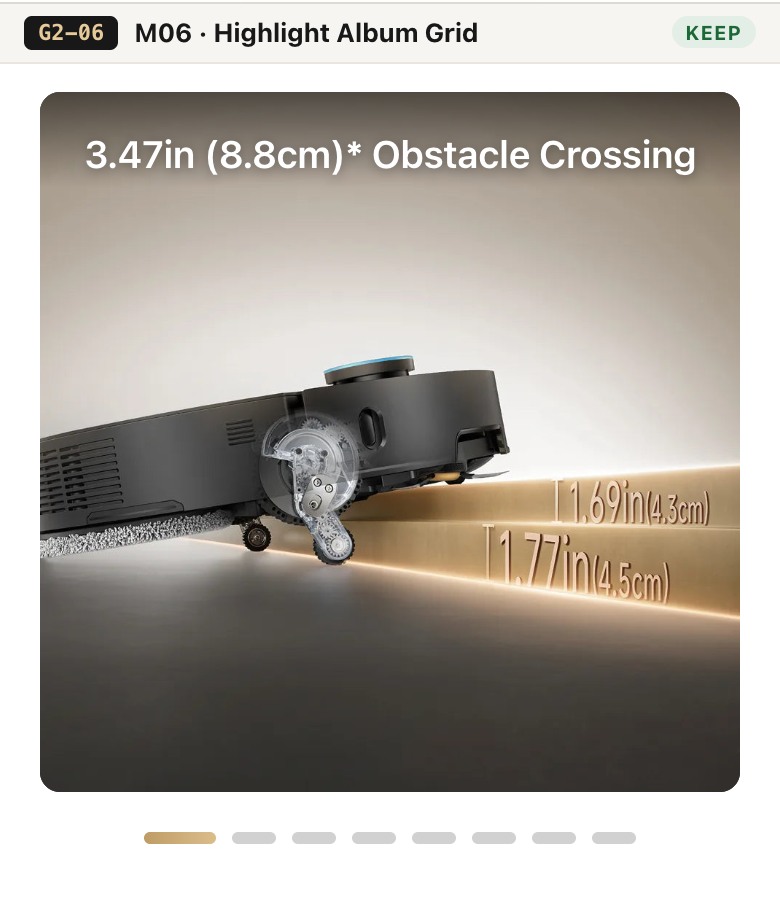 G2–06 M06 · Highlight Album Grid KEEP
3.47in (8.8cm)* Obstacle Crossing
1.69in(4.3cm)
1.77in(4.5cm)